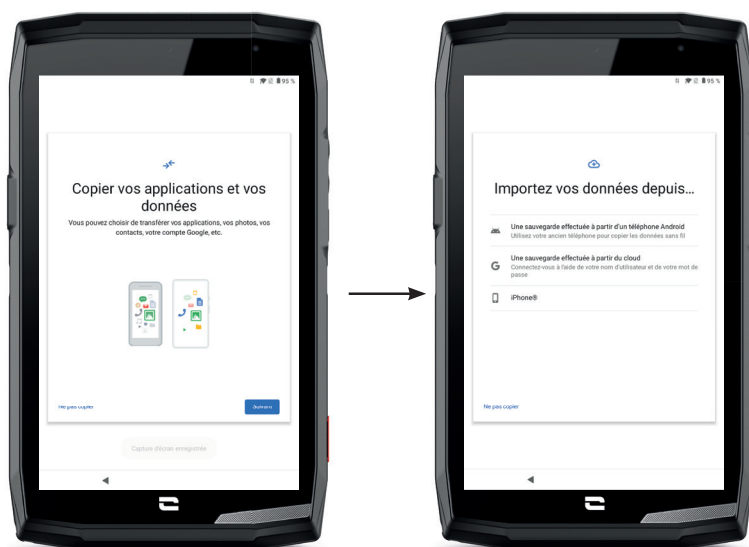 95 %
Copier vos applications et vos
données
Vous pouvez choisir de transférer vos applications, vos photos, vos
contacts, votre compte Google, etc.
Ne pas copier
Suivant
Capture d'écran enregistrée
95 %
Importez vos données depuis...
Une sauvegarde effectuée à partir d'un téléphone Android
Utilisez votre ancien téléphone pour copier les données sans fil
G
Une sauvegarde effectuée à partir du cloud
Connectez-vous à l'aide de votre nom d'utilisateur et de votre mot de
passe
iPhone®
Ne pas copier